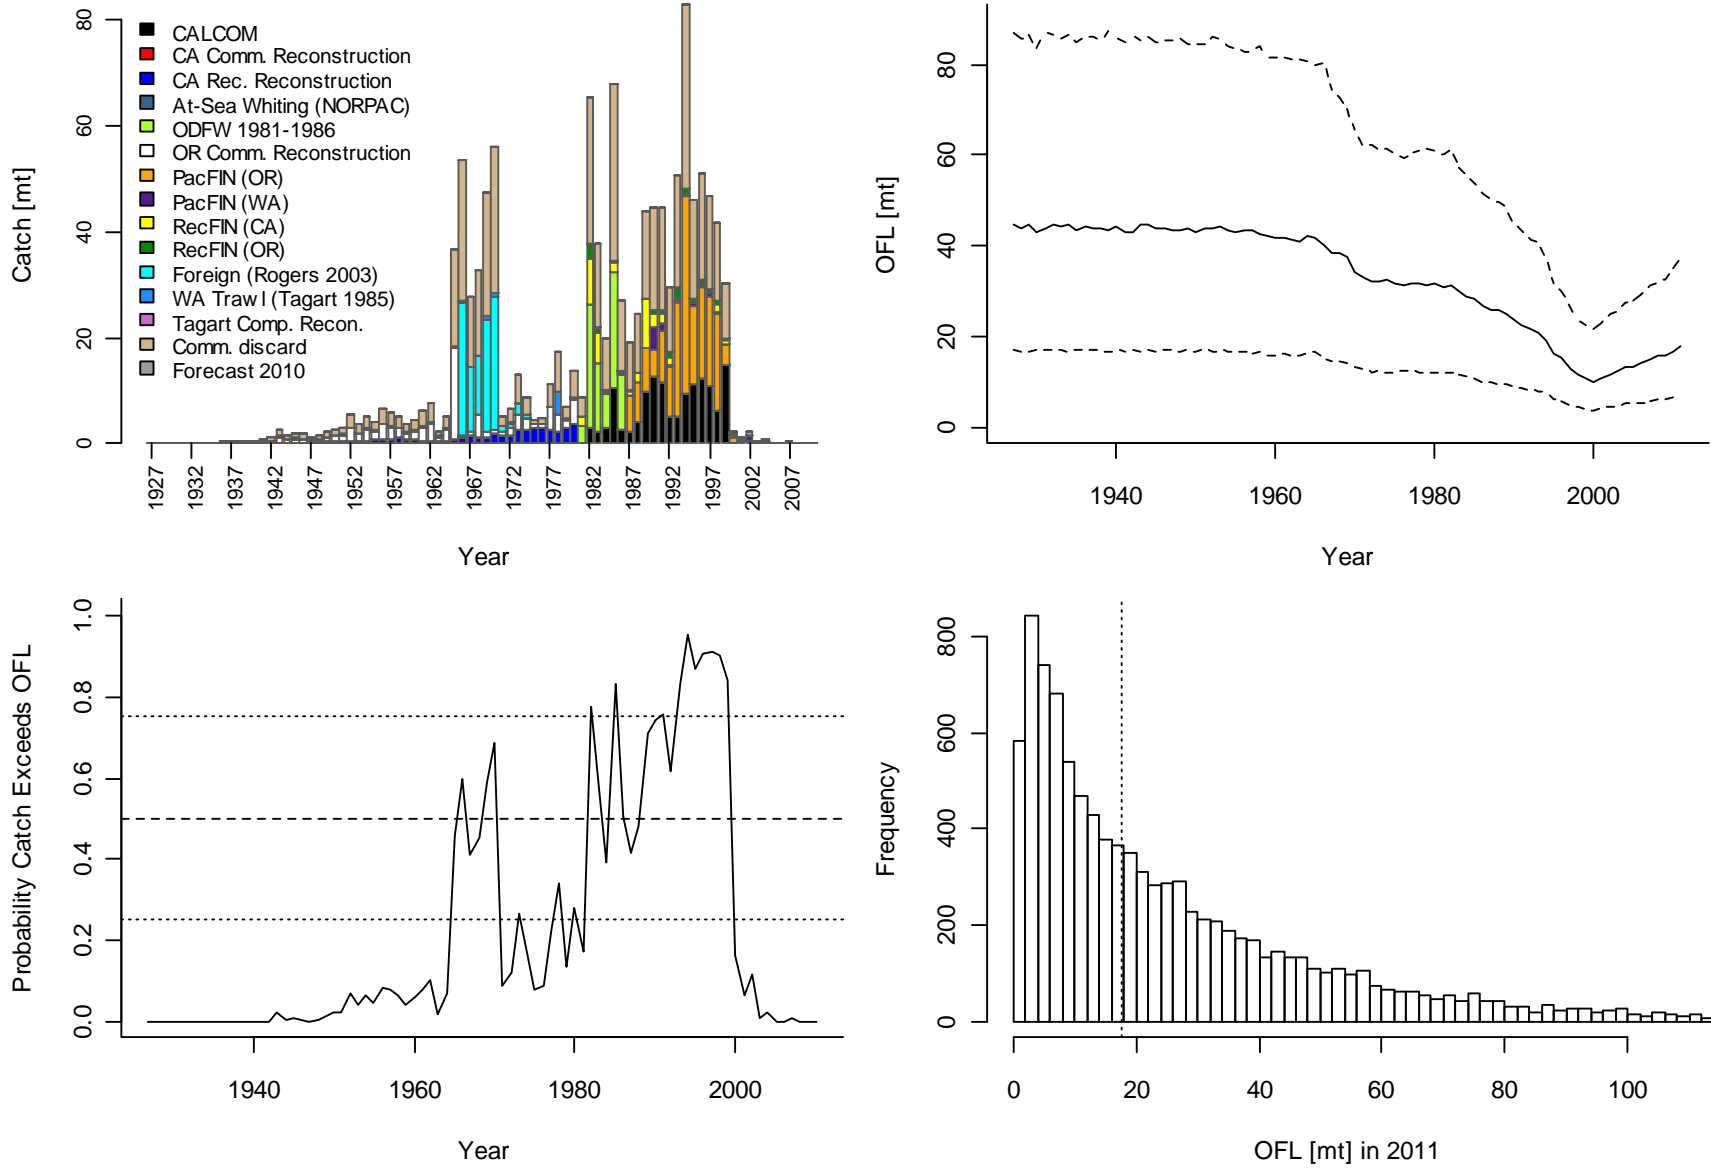 Catch [mt]
0
20
40
60
80
CALCOM
CA Comm. Reconstruction
CA Rec. Reconstruction
At-Sea Whiting (NORPAC)
ODFW 1981-1986
OR Comm. Reconstruction
PacFIN (OR)
PacFIN (WA)
RecFIN (CA)
RecFIN (OR)
Foreign (Rogers 2003)
WA Trawl (Tagart 1985)
Tagart Comp. Recon.
Comm. discard
Forecast 2010
1927
1932
1937
1942
1947
1952
1957
1962
1967
1972
1977
1982
1987
1992
1997
2002
2007
Year
OFL [mt]
0
20
40
60
80
1940
1960
1980
2000
Year
Probability Catch Exceeds OFL
0.0
0.2
0.4
0.6
0.8
1.0
1940
1960
1980
2000
Year
Frequency
0
200
400
600
800
0
20
40
60
80
100
OFL [mt] in 2011